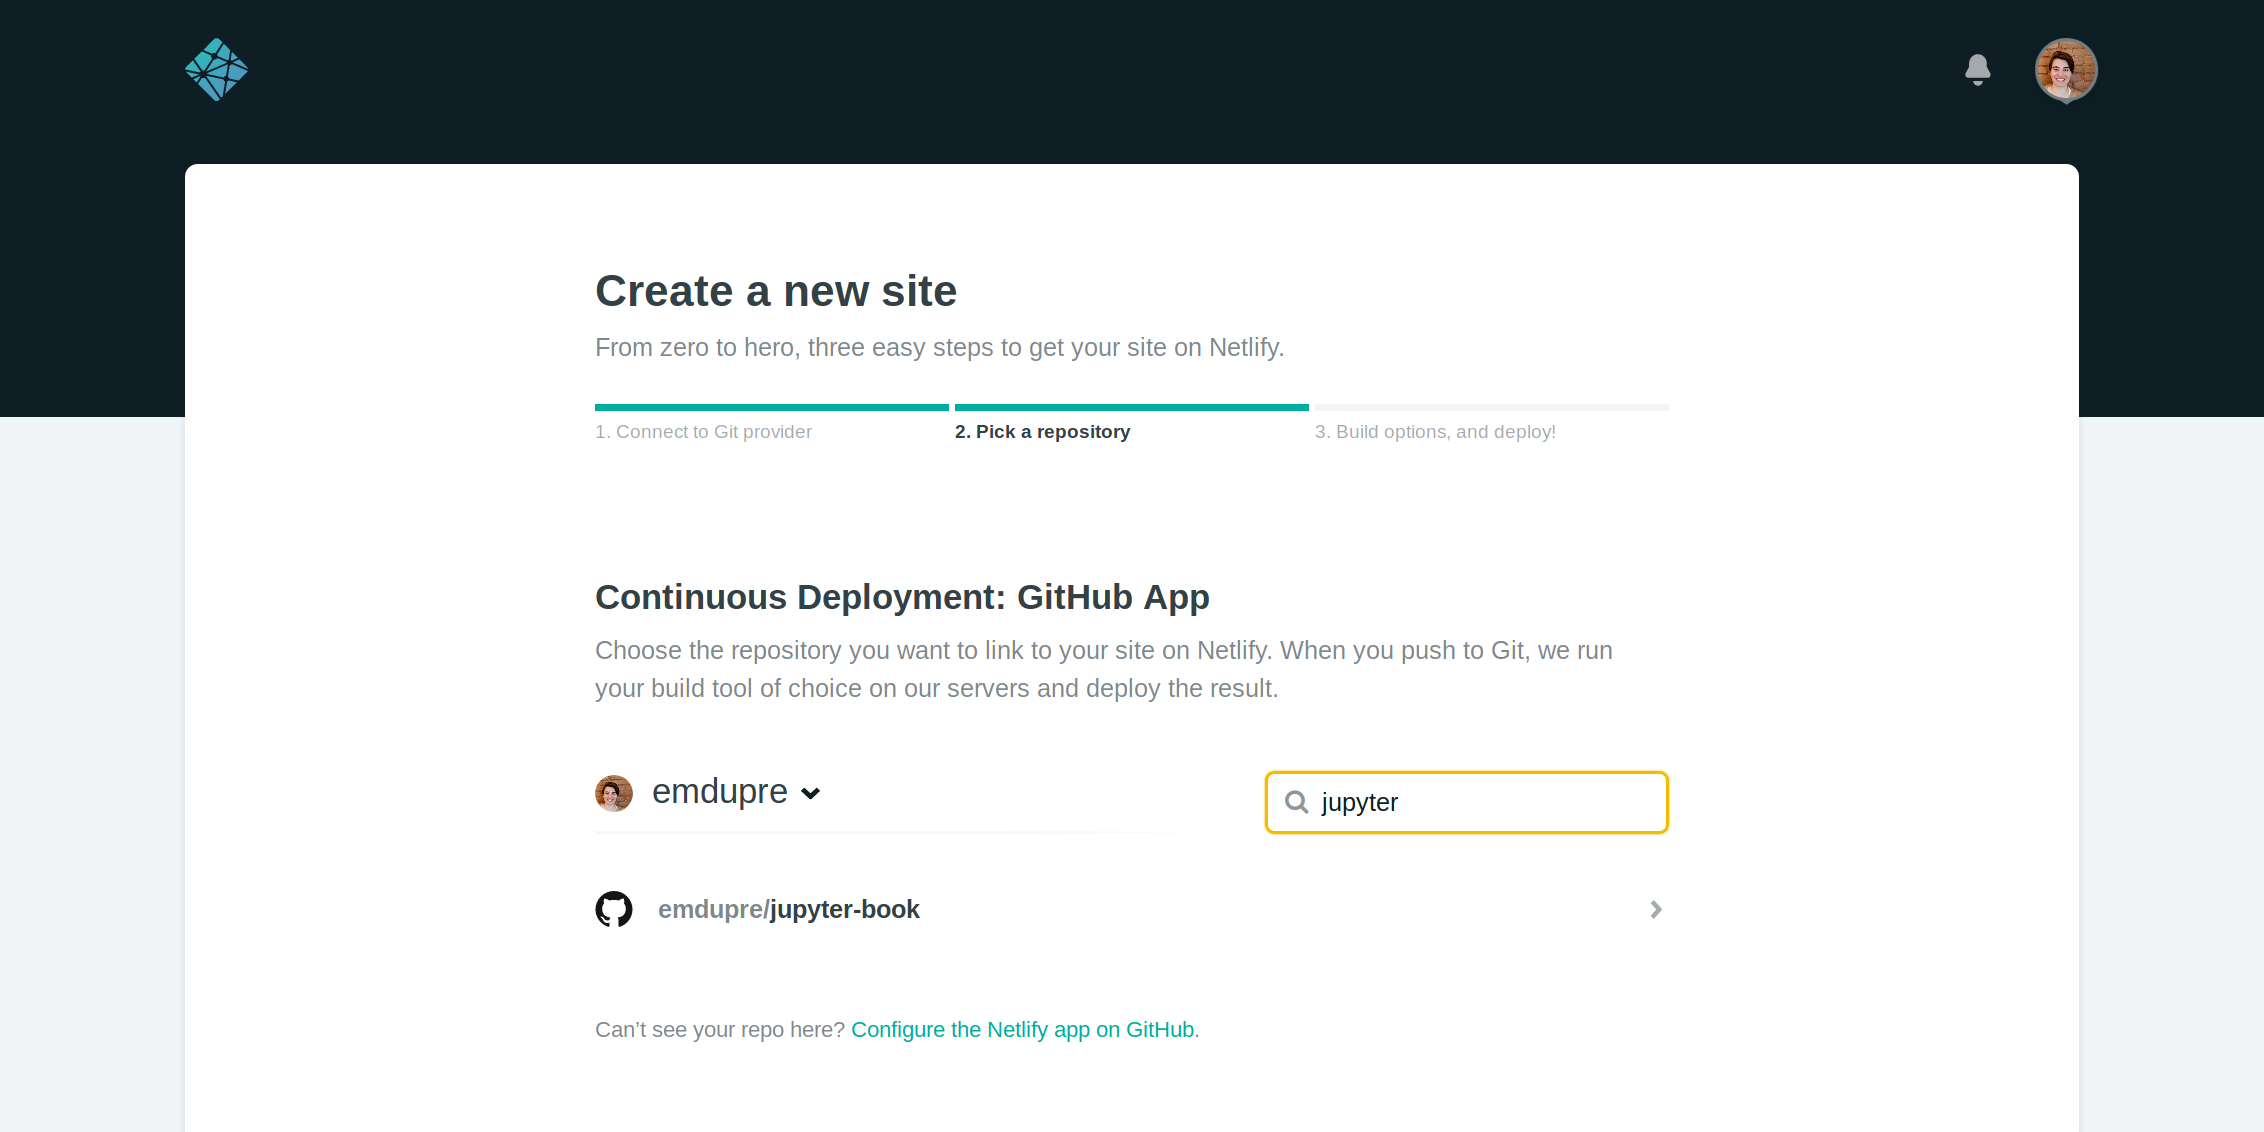 Create a new site
From zero to hero, three easy steps to get your site on Netlify.
1. Connect to Git provider
2. Pick a repository
3. Build options, and deploy!
Continuous Deployment: GitHub App
Choose the repository you want to link to your site on Netlify. When you push to Git, we run
your build tool of choice on our servers and deploy the result.
emdupre
jupyter
emdupre/jupyter-book
Can’t see your repo here? Configure the Netlify app on GitHub.